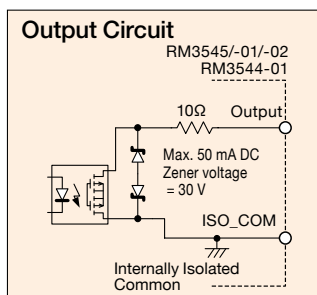 Output Circuit
RM3545/-01/-02
RM3544-01
10Ω
Output
Max. 50 mA DC
Zener voltage
= 30 V
ISO_COM
Internally Isolated
Common